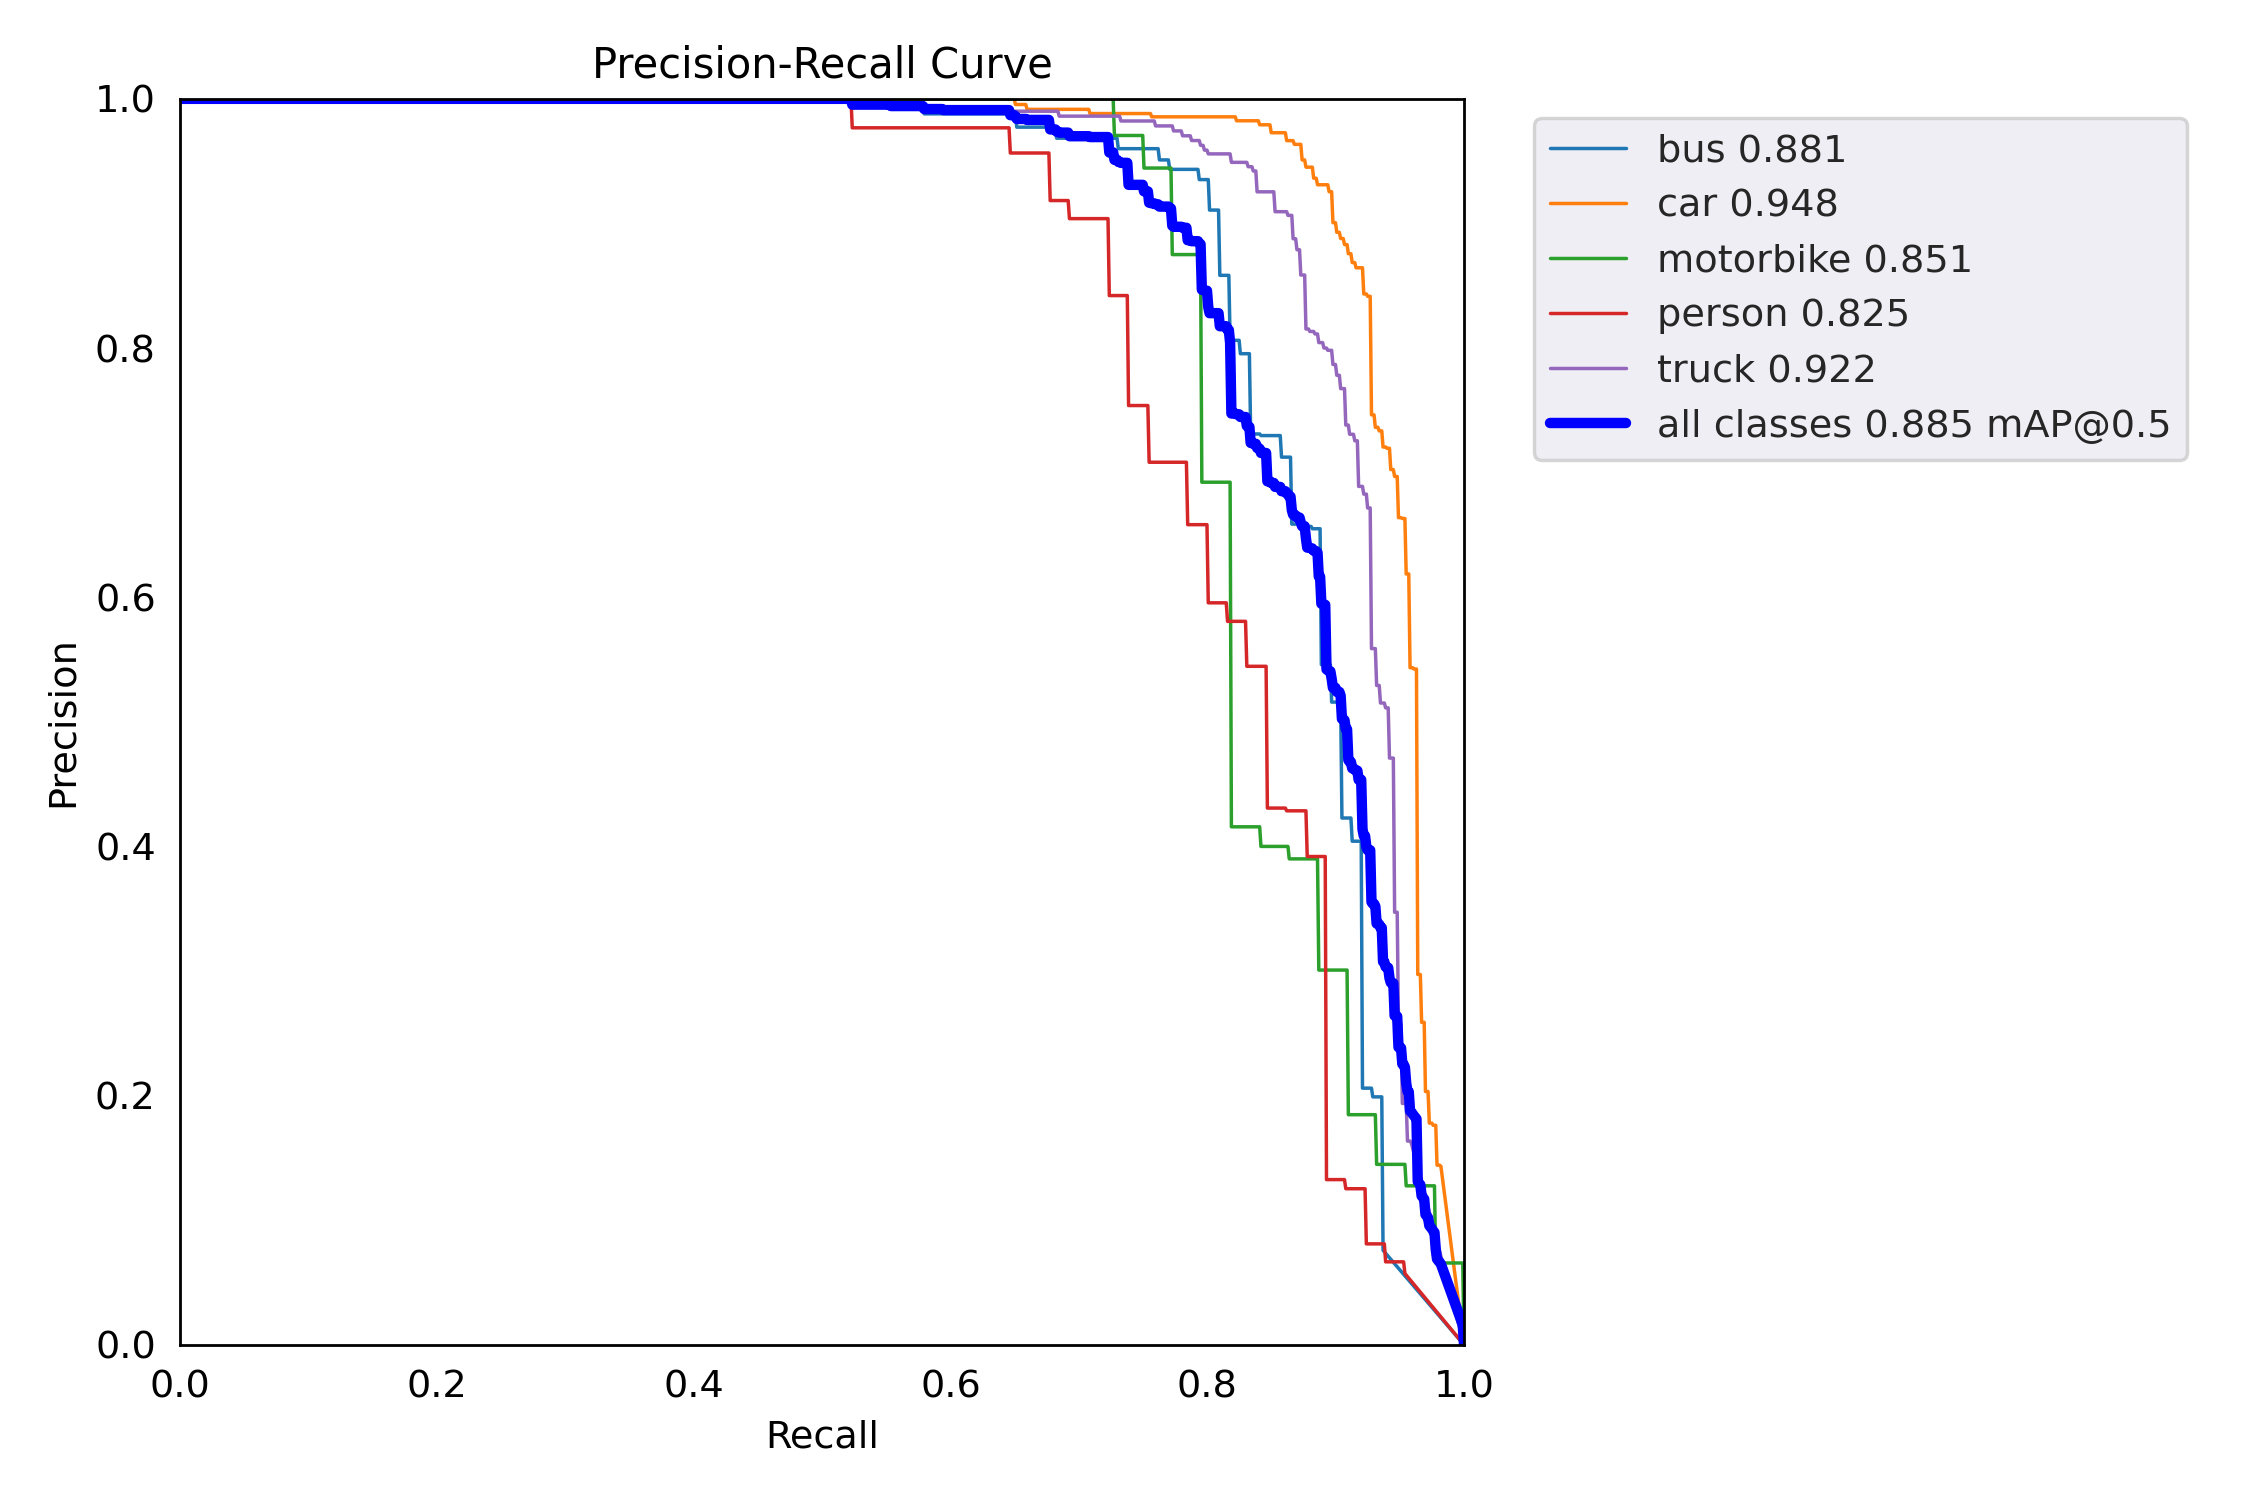 Precision-Recall Curve
1.0
0.8
0.6
0.4
0.2
0.0
Precision
0.0 0.2 0.4 0.6 0.8 1.0
Recall
bus 0.881
car 0.948
motorbike 0.851
person 0.825
truck 0.922
all classes 0.885 mAP@0.5